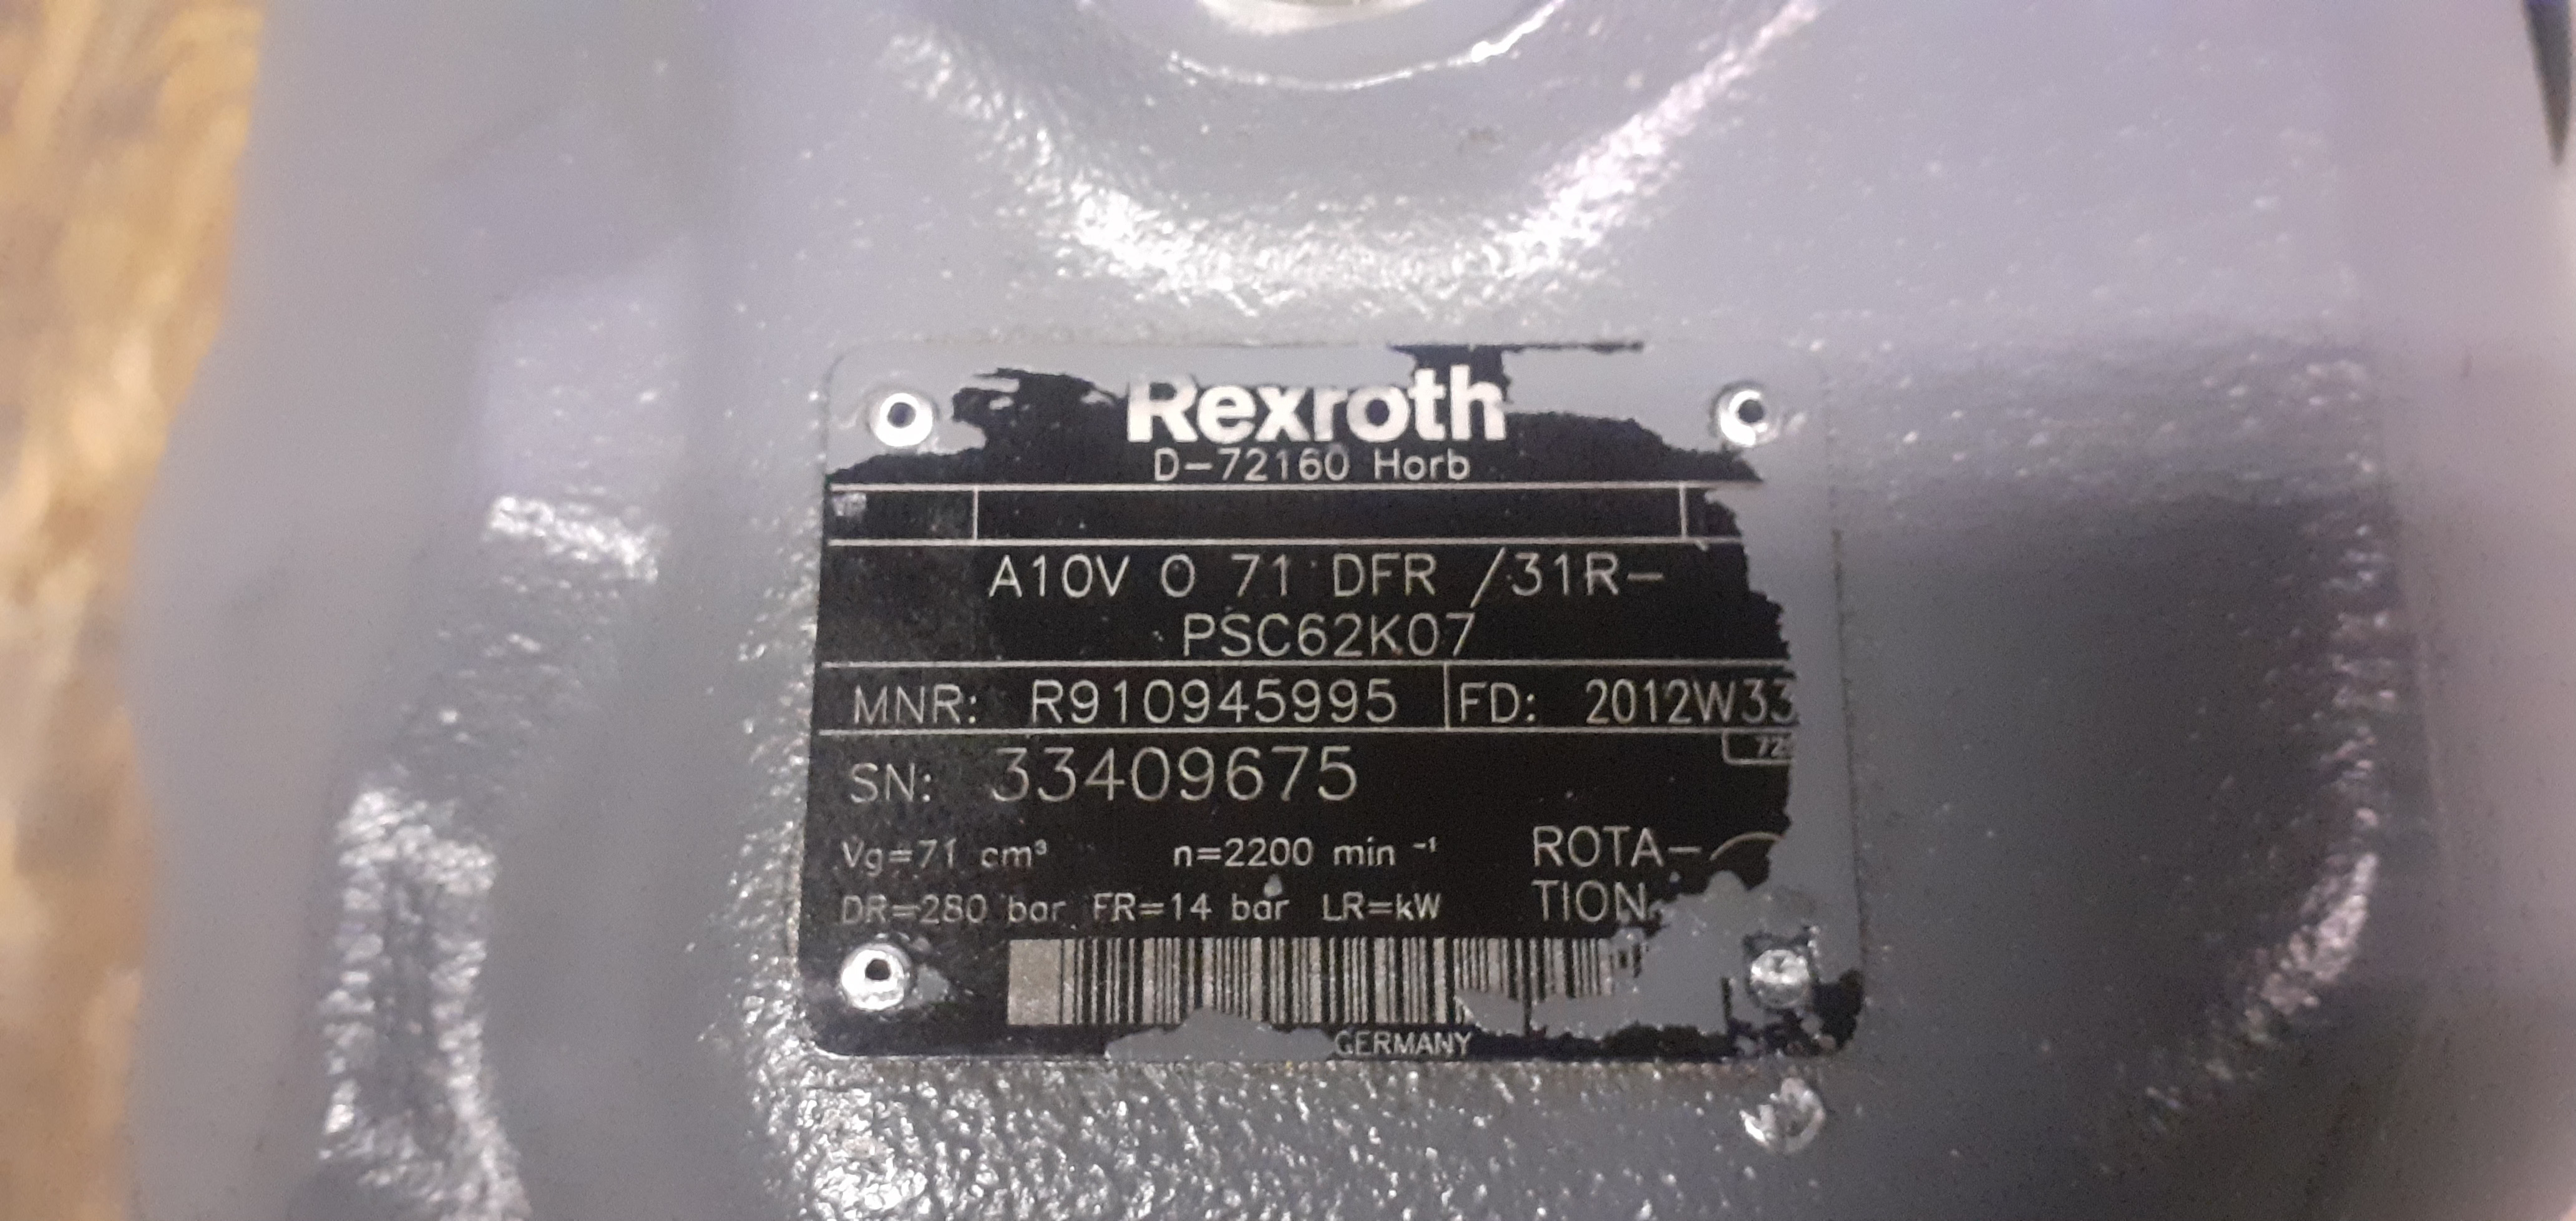 Rexroth
D-72160 Horb
A10V O 71 DFR /31R-
PSC62K07
MNR: R910945995 FD: 2012W33
SN: 33409675
Vg=71 cm³ n=2200 min ⁻¹ ROTA-
DR=280 bar FR=14 bar LR=kW TION
GERMANY